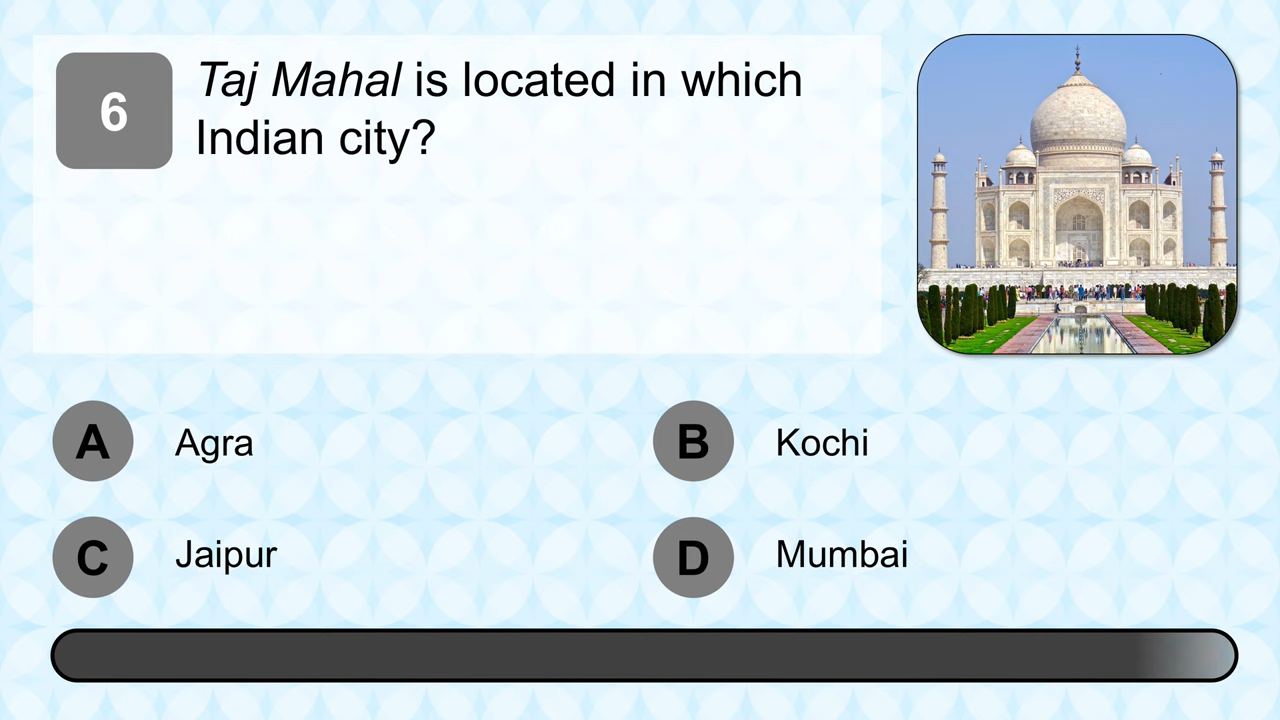 6
Taj Mahal is located in which
Indian city?
A Agra
B Kochi
C Jaipur
D Mumbai